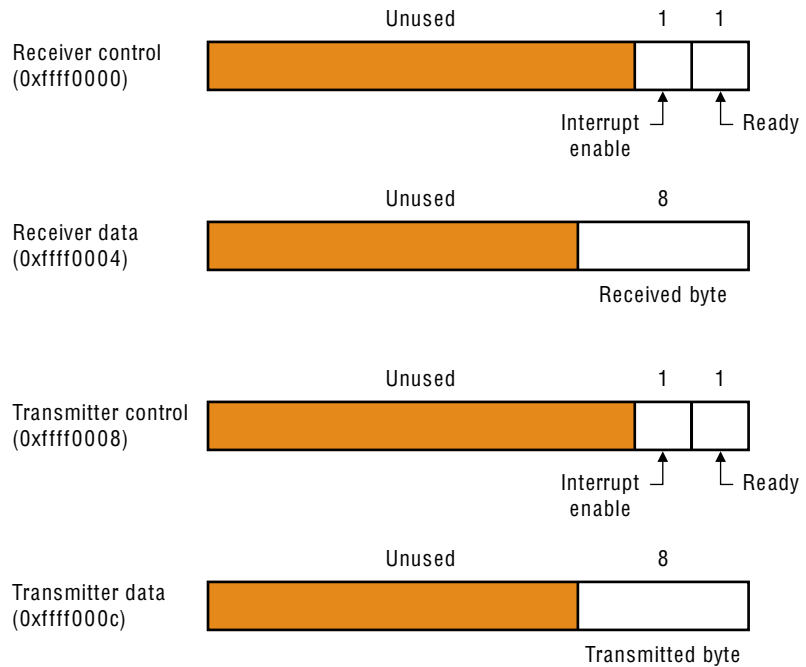 Unused 1 1
Receiver control
(0xffff0000)
Interrupt
enable
Ready
Unused 8
Receiver data
(0xffff0004)
Received byte
Unused 1 1
Transmitter control
(0xffff0008)
Interrupt
enable
Ready
Unused 8
Transmitter data
(0xffff000c)
Transmitted byte